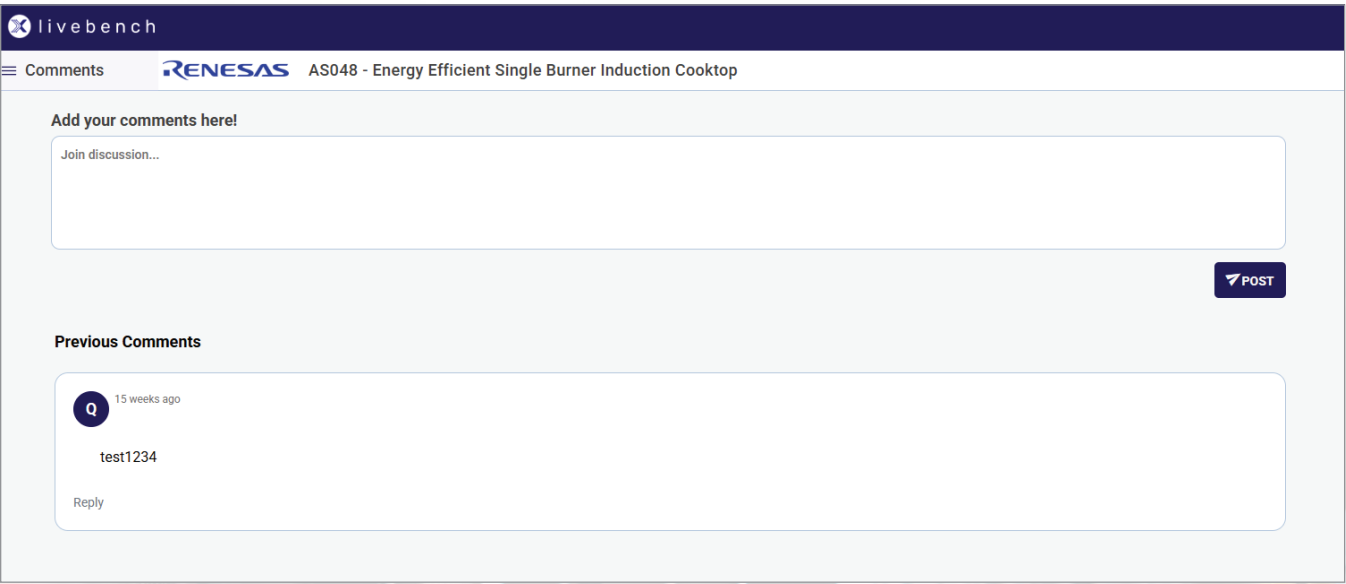 livebench
Comments RENESAS AS048 - Energy Efficient Single Burner Induction Cooktop
Add your comments here!
Join discussion...
POST
Previous Comments
Q 15 weeks ago
test1234
Reply